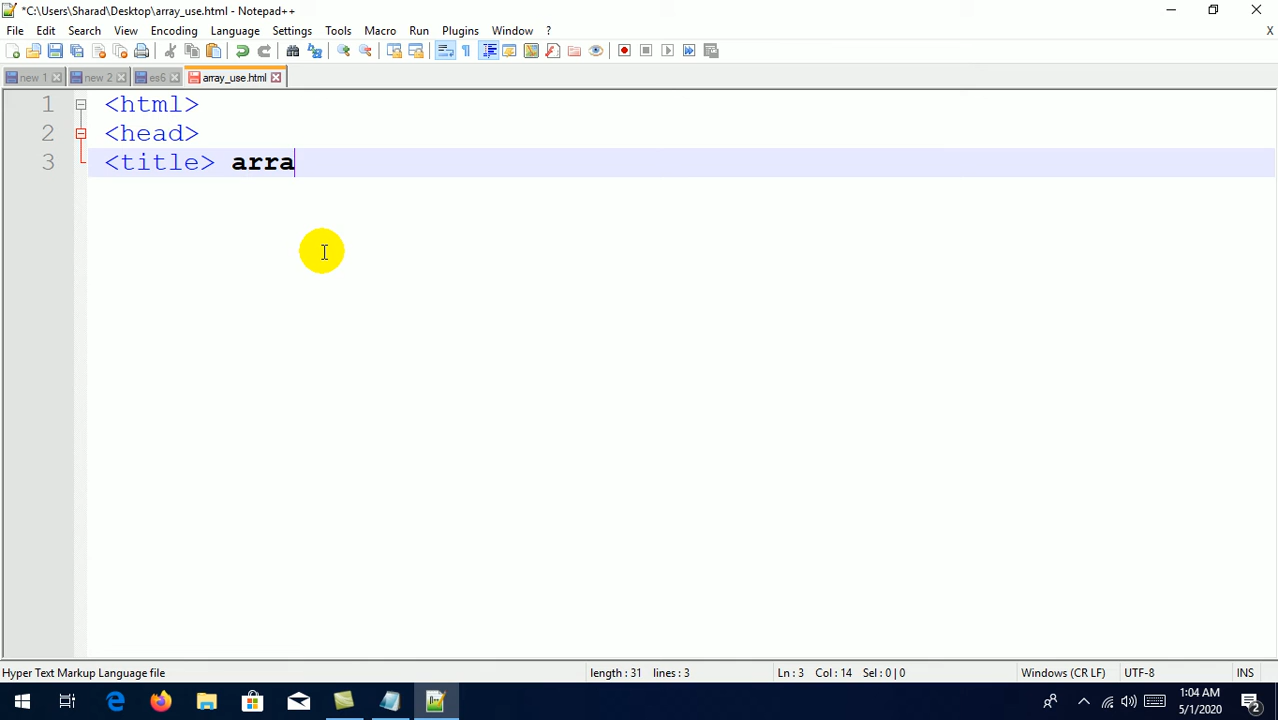 *C:\Users\Sharad\Desktop\array_use.html - Notepad++
File Edit Search View Encoding Language Settings Tools Macro Run Plugins Window ? X
new 1 new 2 es6 array_use.html
1 <html>
2 <head>
3 <title> arra
Hyper Text Markup Language file length : 31 lines : 3 Ln : 3 Col : 14 Sel : 0 | 0 Windows (CR LF) UTF-8 INS
1:04 AM
5/1/2020
2